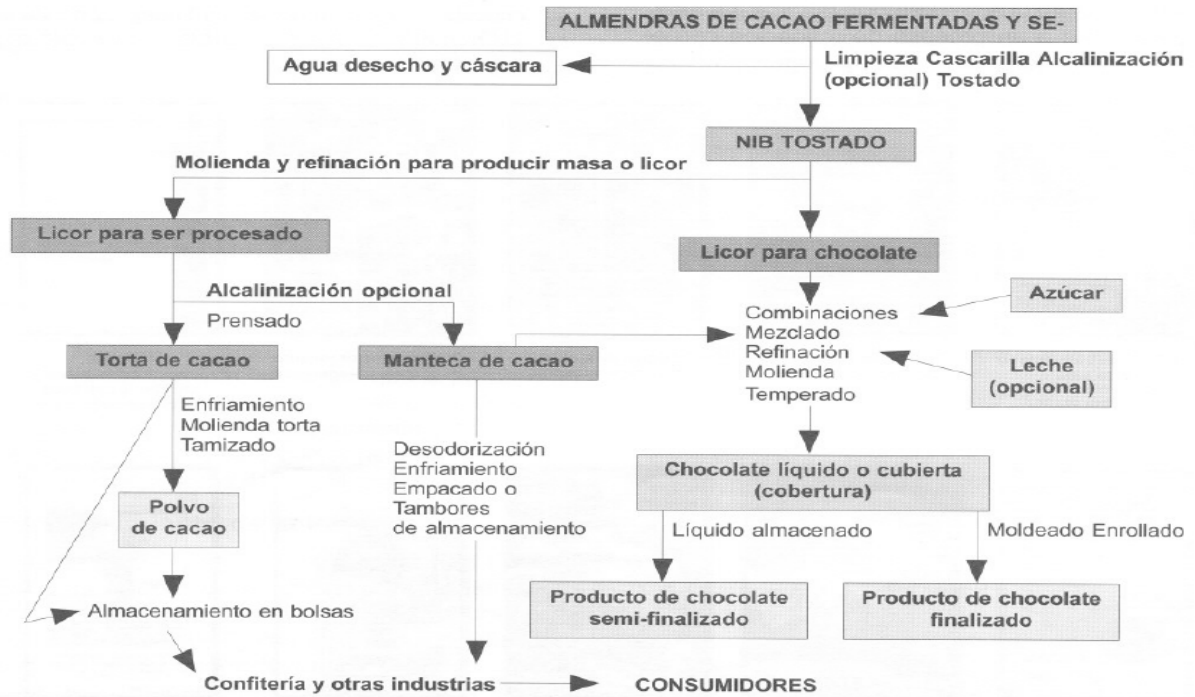 ALMENDRAS DE CACAO FERMENTADAS Y SE-
Agua desecho y cáscara
Limpieza Cascarilla Alcalinización
(opcional) Tostado
NIB TOSTADO
Molienda y refinación para producir masa o licor
Licor para ser procesado
Licor para chocolate
Alcalinización opcional
Prensado
Azúcar
Combinaciones
Mezclado
Refinación
Molienda
Temperado
Torta de cacao
Manteca de cacao
Leche
(opcional)
Enfriamiento
Molienda torta
Tamizado
Desodorización
Enfriamiento
Empacado o
Tambores
de almacenamiento
Chocolate líquido o cubierta
(cobertura)
Polvo
de cacao
Líquido almacenado
Moldeado Enrollado
Almacenamiento en bolsas
Producto de chocolate
semi-finalizado
Producto de chocolate
finalizado
Confitería y otras industrias
CONSUMIDORES